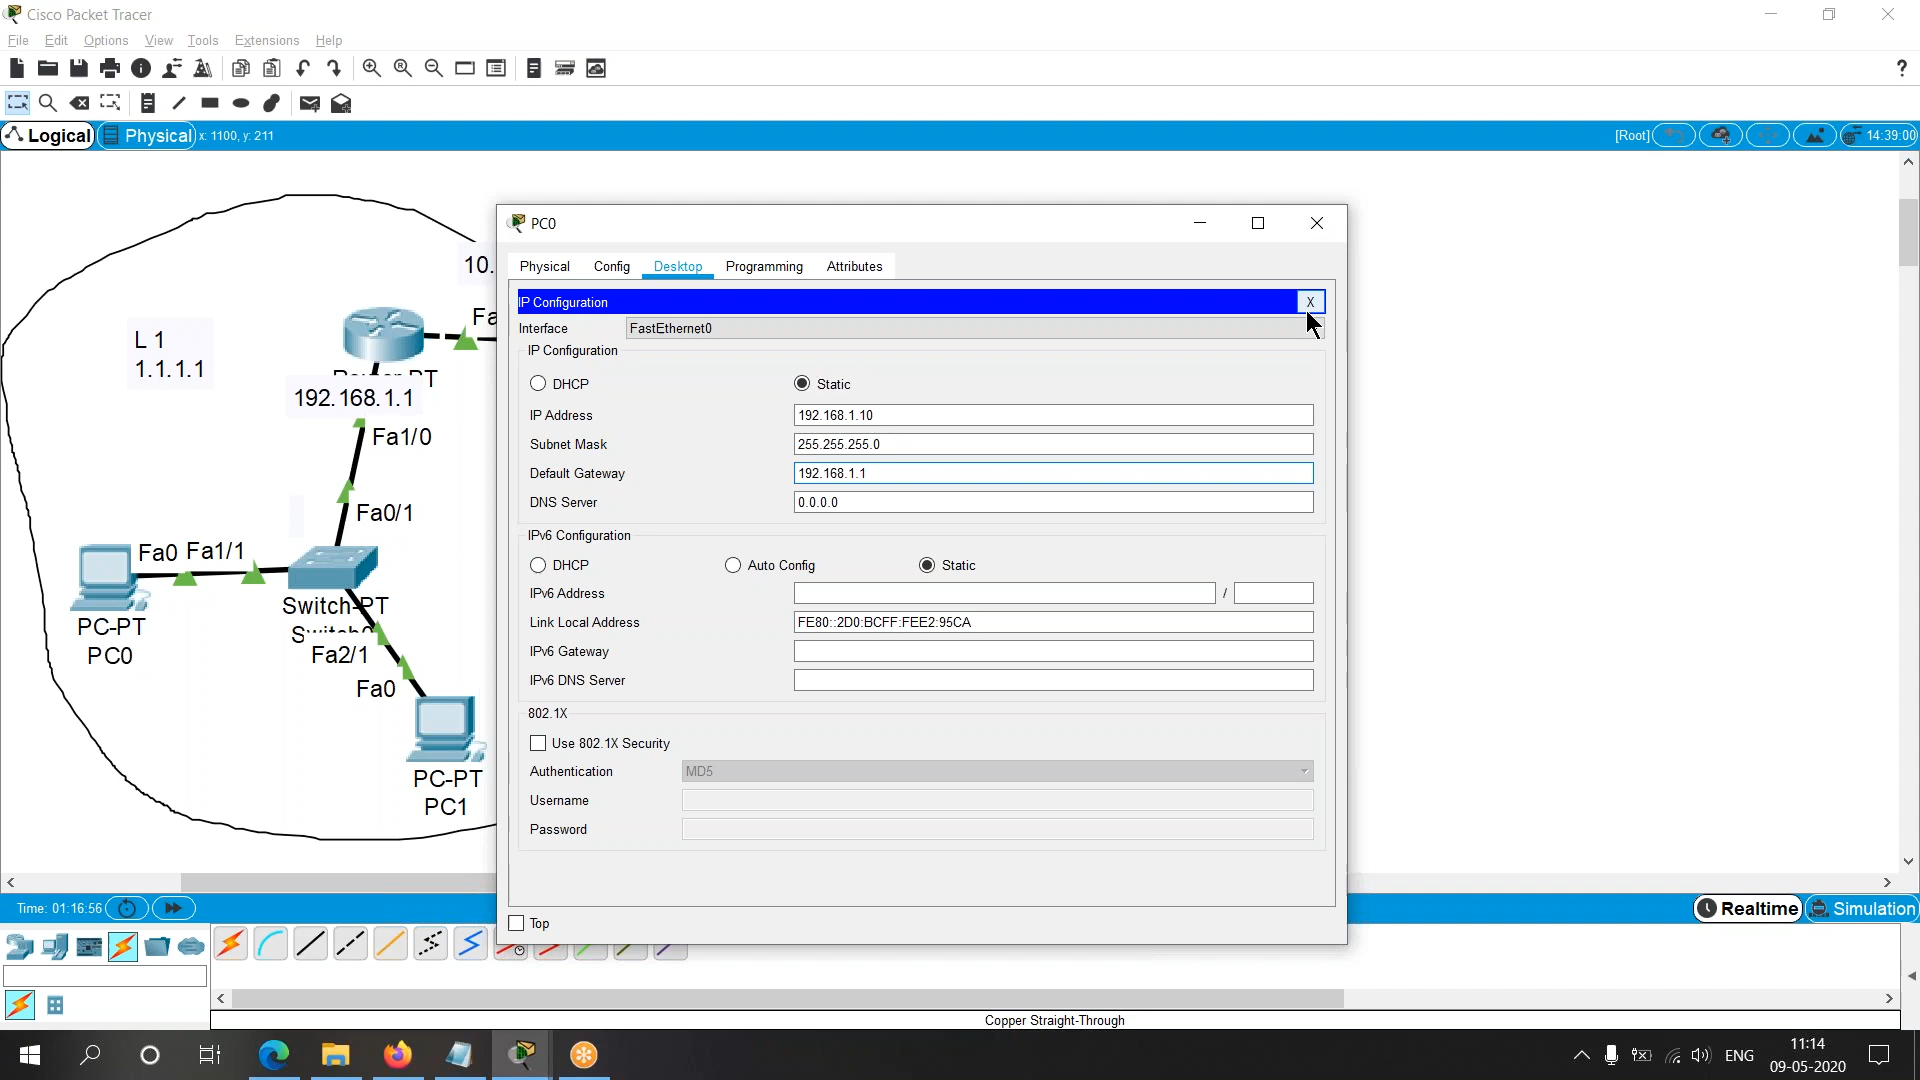 Cisco Packet Tracer
File Edit Options View Tools Extensions Help
?
Logical Physical x: 1100, y: 211 [Root] 14:39:00
PC0
Physical Config Desktop Programming Attributes
IP Configuration X
Interface FastEthernet0
IP Configuration
DHCP Static
IP Address 192.168.1.10
Subnet Mask 255.255.255.0
Default Gateway 192.168.1.1
DNS Server 0.0.0.0
IPv6 Configuration
DHCP Auto Config Static
IPv6 Address /
Link Local Address FE80::2D0:BCFF:FEE2:95CA
IPv6 Gateway
IPv6 DNS Server
802.1X
Use 802.1X Security
Authentication MD5
Username
Password
Top
10.
Fa
L 1
1.1.1.1
192.168.1.1
Fa1/0
Fa0/1
Fa0 Fa1/1
Switch-PT
PC-PT
PC0
Fa2/1
Fa0
PC-PT
PC1
Time: 01:16:56 Realtime Simulation
Copper Straight-Through
ENG
11:14
09-05-2020